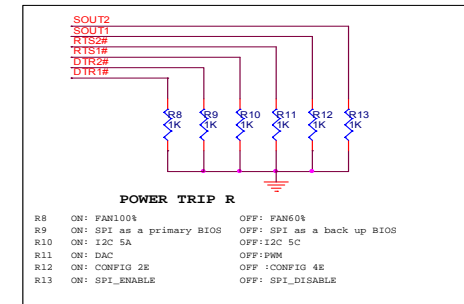 SOUT2
SOUT1
RTS2#
RTS1#
DTR2#
DTR1#
R8 R9 R10 R11 R12 R13
1K 1K 1K 1K 1K 1K
POWER TRIP R
R8 ON: FAN100% OFF: FAN60%
R9 ON: SPI as a primary BIOS OFF: SPI as a back up BIOS
R10 ON: I2C 5A OFF:I2C 5C
R11 ON: DAC OFF:PWM
R12 ON: CONFIG 2E OFF :CONFIG 4E
R13 ON: SPI_ENABLE OFF: SPI_DISABLE